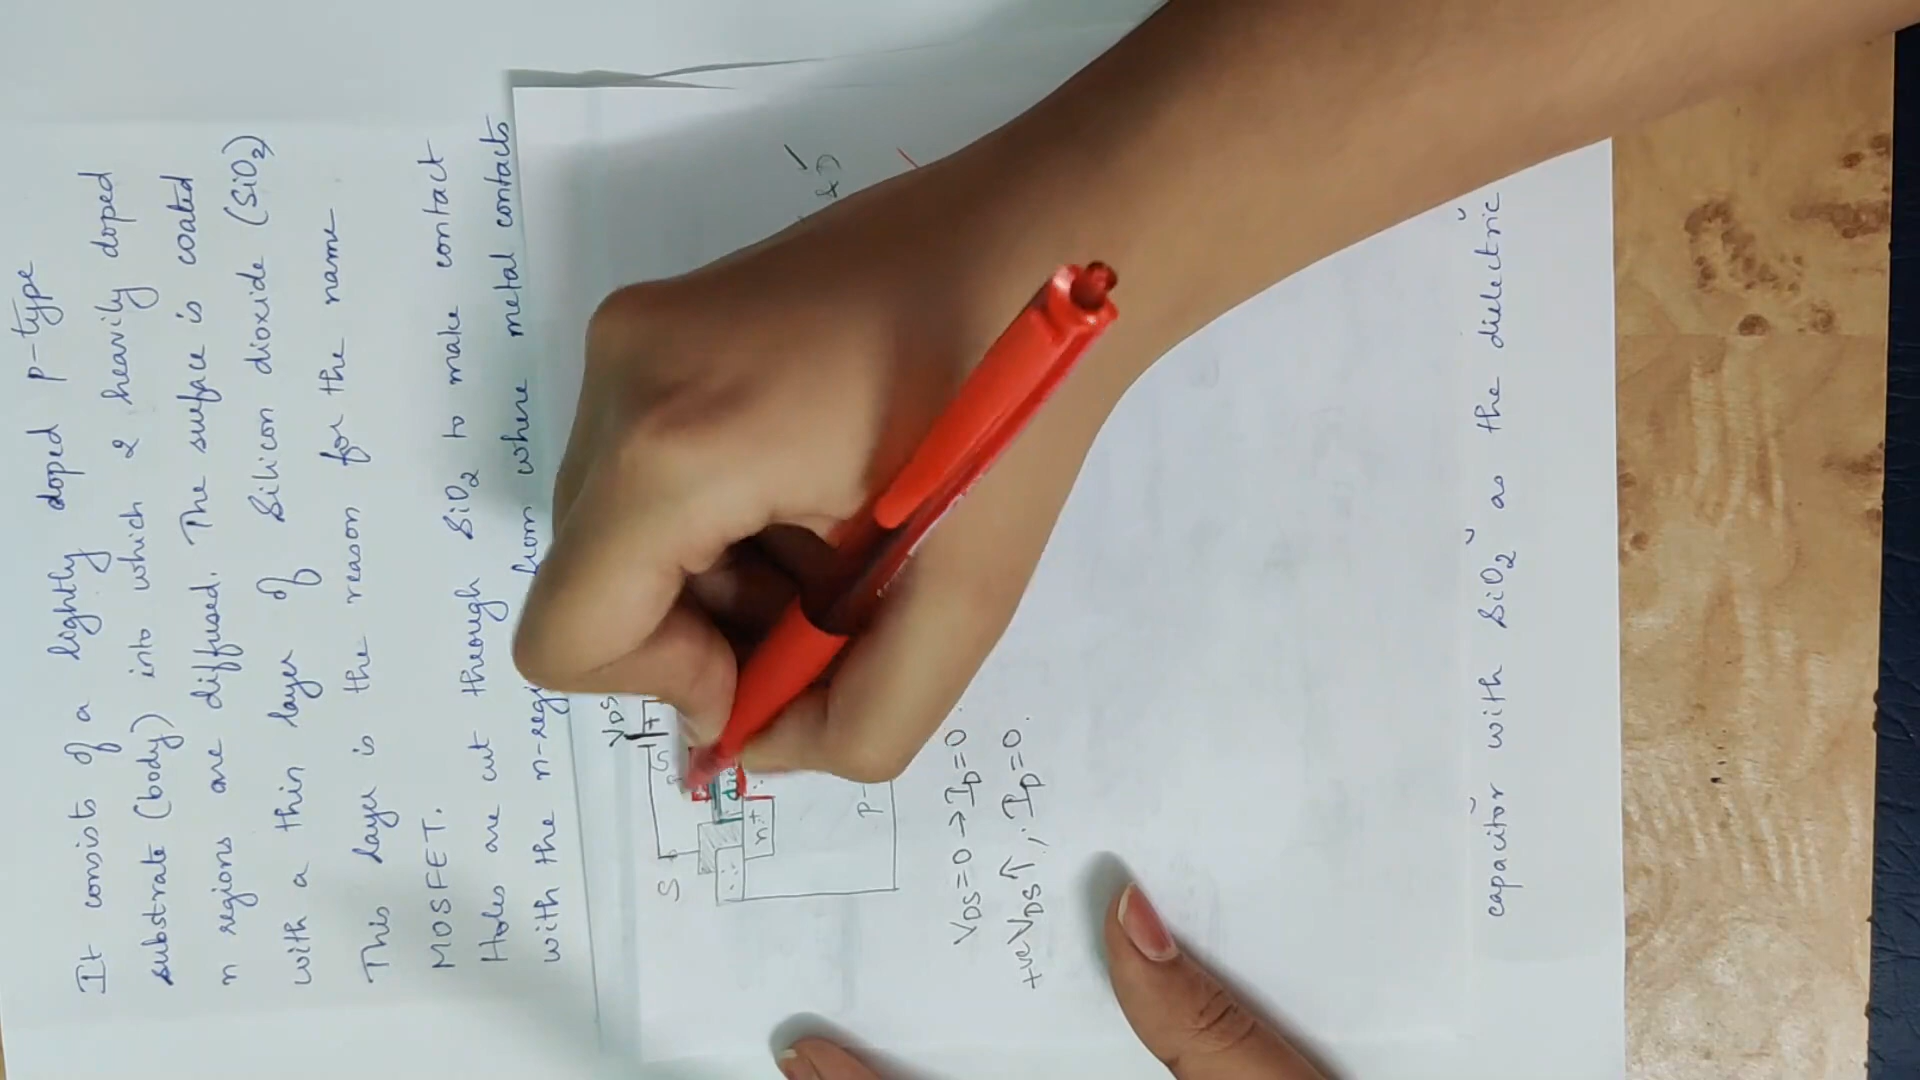 It consists of a lightly doped p-type
substrate (body) into which 2 heavily doped
n regions are diffused. The surface is coated
with a thin layer of Silicon dioxide (SiO2)
This layer is the reason for the name
MOSFET.
Holes are cut through SiO2 to make contact
with the n-regi from where metal contacts
VDS
+
S
G
n+
p-
& D
VDS=0→ID=0
+ve VDS↑, ID=0.
capacitor with SiO2 as the dielectric